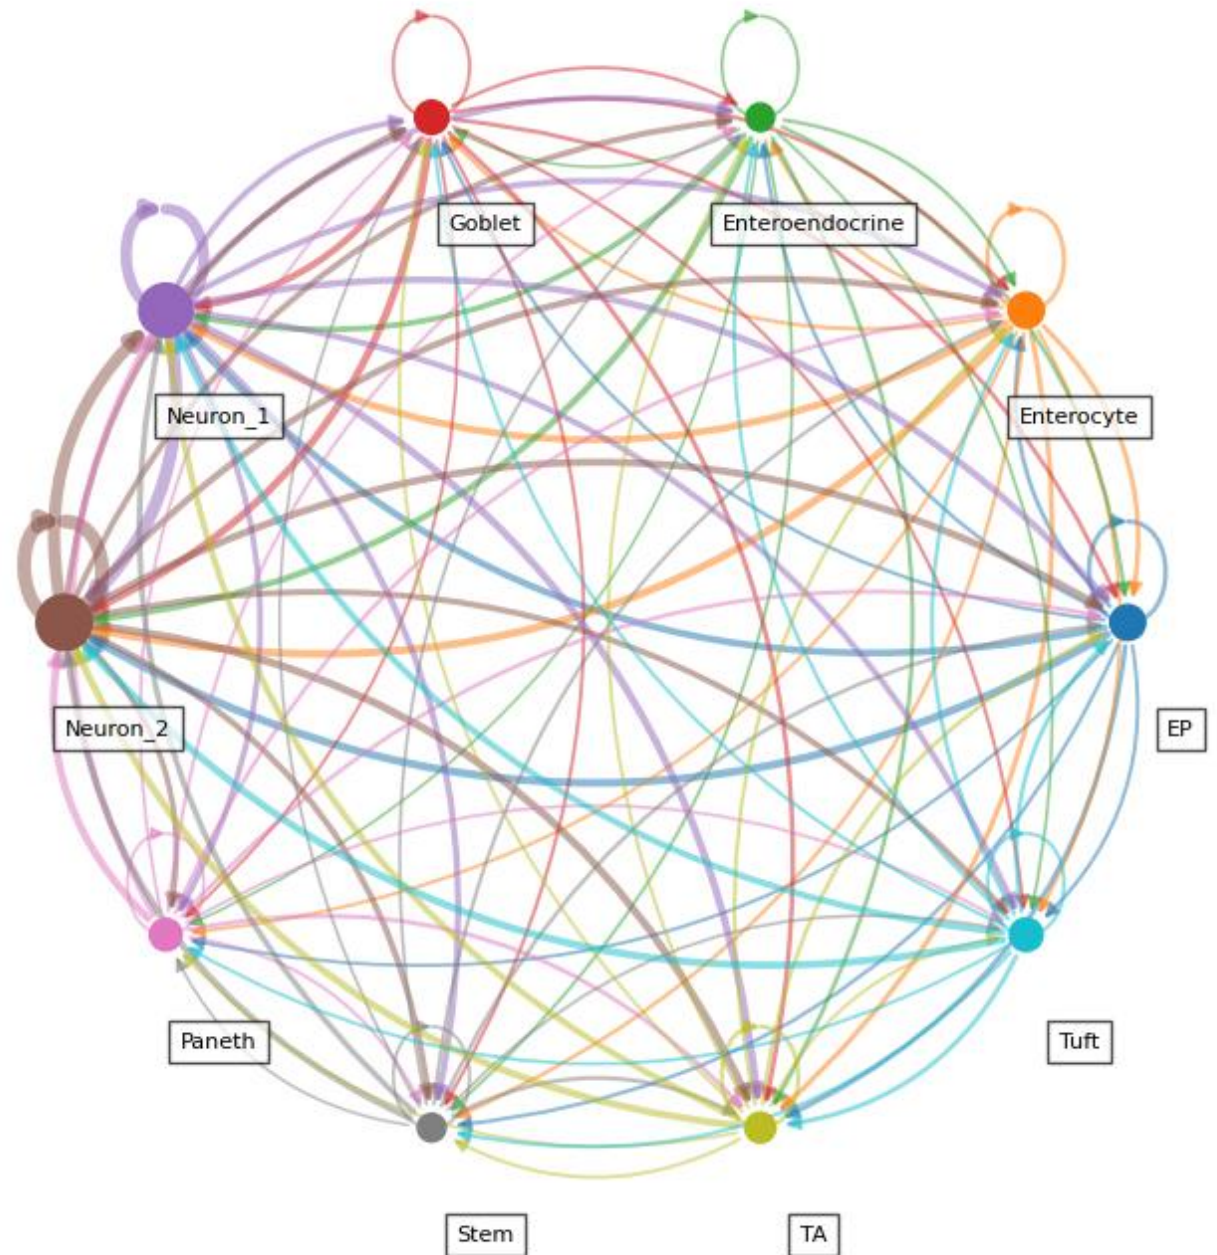 Goblet
Enteroendocrine
Neuron_1
Enterocyte
Neuron_2
EP
Paneth
Tuft
Stem
TA